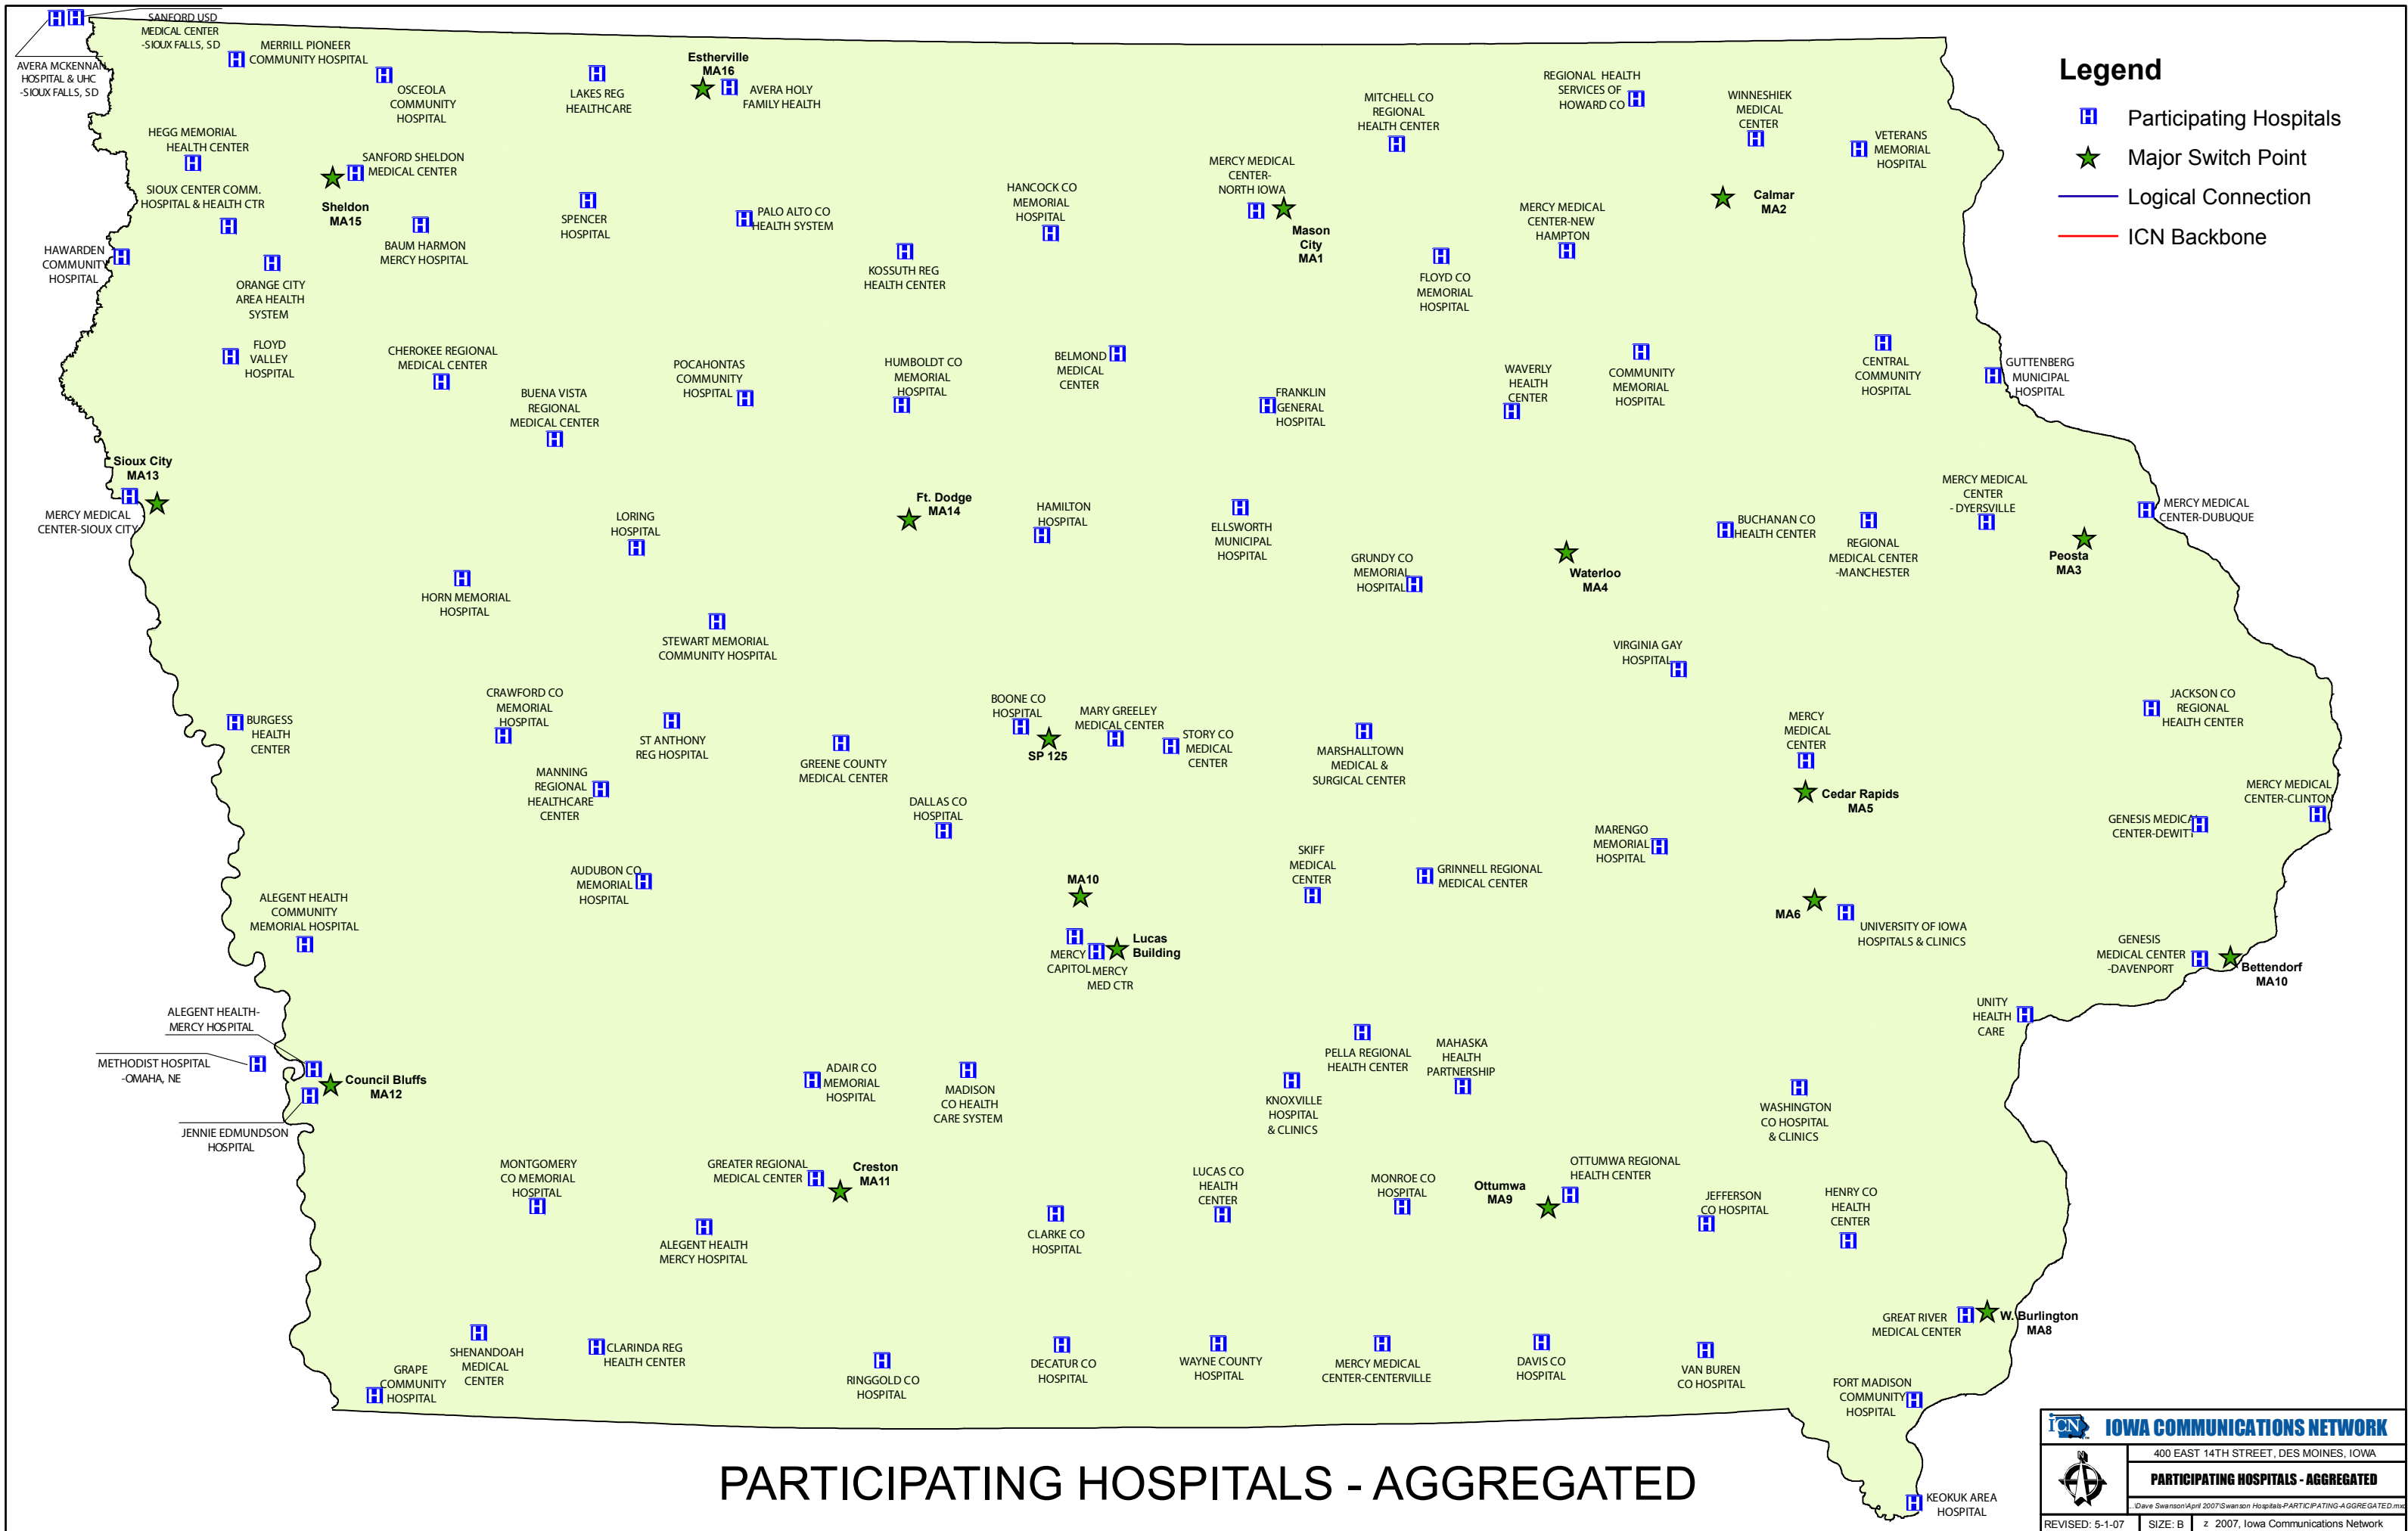 SANFORD USD
MEDICAL CENTER
-SIOUX FALLS, SD
AVERA MCKENNAN
HOSPITAL & UHC
-SIOUX FALLS, SD
MERRILL PIONEER
COMMUNITY HOSPITAL
OSCEOLA
COMMUNITY
HOSPITAL
LAKES REG
HEALTHCARE
Estherville
MA16
AVERA HOLY
FAMILY HEALTH
MITCHELL CO
REGIONAL
HEALTH CENTER
REGIONAL HEALTH
SERVICES OF
HOWARD CO
WINNESHIEK
MEDICAL
CENTER
VETERANS
MEMORIAL
HOSPITAL
Legend
Participating Hospitals
Major Switch Point
Logical Connection
ICN Backbone
HEGG MEMORIAL
HEALTH CENTER
SANFORD SHELDON
MEDICAL CENTER
Sheldon
MA15
SIOUX CENTER COMM.
HOSPITAL & HEALTH CTR
HAWARDEN
COMMUNITY
HOSPITAL
ORANGE CITY
AREA HEALTH
SYSTEM
BAUM HARMON
MERCY HOSPITAL
SPENCER
HOSPITAL
PALO ALTO CO
HEALTH SYSTEM
KOSSUTH REG
HEALTH CENTER
HANCOCK CO
MEMORIAL
HOSPITAL
MERCY MEDICAL
CENTER-
NORTH IOWA
Mason
City
MA1
FLOYD CO
MEMORIAL
HOSPITAL
MERCY MEDICAL
CENTER-NEW
HAMPTON
Calmar
MA2
FLOYD
VALLEY
HOSPITAL
CHEROKEE REGIONAL
MEDICAL CENTER
BUENA VISTA
REGIONAL
MEDICAL CENTER
POCAHONTAS
COMMUNITY
HOSPITAL
HUMBOLDT CO
MEMORIAL
HOSPITAL
BELMOND
MEDICAL
CENTER
FRANKLIN
GENERAL
HOSPITAL
WAVERLY
HEALTH
CENTER
COMMUNITY
MEMORIAL
HOSPITAL
CENTRAL
COMMUNITY
HOSPITAL
GUTTENBERG
MUNICIPAL
HOSPITAL
Sioux City
MA13
MERCY MEDICAL
CENTER-SIOUX CITY
LORING
HOSPITAL
Ft. Dodge
MA14
HAMILTON
HOSPITAL
ELLSWORTH
MUNICIPAL
HOSPITAL
GRUNDY CO
MEMORIAL
HOSPITAL
Waterloo
MA4
BUCHANAN CO
HEALTH CENTER
REGIONAL
MEDICAL CENTER
-MANCHESTER
MERCY MEDICAL
CENTER
- DYERSVILLE
Peosta
MA3
MERCY MEDICAL
CENTER-DUBUQUE
HORN MEMORIAL
HOSPITAL
STEWART MEMORIAL
COMMUNITY HOSPITAL
VIRGINIA GAY
HOSPITAL
BURGESS
HEALTH
CENTER
CRAWFORD CO
MEMORIAL
HOSPITAL
ST ANTHONY
REG HOSPITAL
MANNING
REGIONAL
HEALTHCARE
CENTER
GREENE COUNTY
MEDICAL CENTER
BOONE CO
HOSPITAL
SP 125
MARY GREELEY
MEDICAL CENTER
STORY CO
MEDICAL
CENTER
MARSHALLTOWN
MEDICAL &
SURGICAL CENTER
MERCY
MEDICAL
CENTER
Cedar Rapids
MA5
JACKSON CO
REGIONAL
HEALTH CENTER
MERCY MEDICAL
CENTER-CLINTON
GENESIS MEDICAL
CENTER-DEWITT
DALLAS CO
HOSPITAL
AUDUBON CO
MEMORIAL
HOSPITAL
ALEGENT HEALTH
COMMUNITY
MEMORIAL HOSPITAL
MA10
MERCY
CAPITOL
MERCY
MED CTR
Lucas
Building
SKIFF
MEDICAL
CENTER
GRINNELL REGIONAL
MEDICAL CENTER
MARENGO
MEMORIAL
HOSPITAL
MA6
UNIVERSITY OF IOWA
HOSPITALS & CLINICS
GENESIS
MEDICAL CENTER
-DAVENPORT
Bettendorf
MA10
UNITY
HEALTH
CARE
ALEGENT HEALTH-
MERCY HOSPITAL
METHODIST HOSPITAL
-OMAHA, NE
Council Bluffs
MA12
JENNIE EDMUNDSON
HOSPITAL
ADAIR CO
MEMORIAL
HOSPITAL
MADISON
CO HEALTH
CARE SYSTEM
KNOXVILLE
HOSPITAL
& CLINICS
PELLA REGIONAL
HEALTH CENTER
MAHASKA
HEALTH
PARTNERSHIP
WASHINGTON
CO HOSPITAL
& CLINICS
MONTGOMERY
CO MEMORIAL
HOSPITAL
GREATER REGIONAL
MEDICAL CENTER
Creston
MA11
ALEGENT HEALTH
MERCY HOSPITAL
CLARKE CO
HOSPITAL
LUCAS CO
HEALTH
CENTER
MONROE CO
HOSPITAL
Ottumwa
MA9
OTTUMWA REGIONAL
HEALTH CENTER
JEFFERSON
CO HOSPITAL
HENRY CO
HEALTH
CENTER
GREAT RIVER
MEDICAL CENTER
W. Burlington
MA8
GRAPE
COMMUNITY
HOSPITAL
SHENANDOAH
MEDICAL
CENTER
CLARINDA REG
HEALTH CENTER
RINGGOLD CO
HOSPITAL
DECATUR CO
HOSPITAL
WAYNE COUNTY
HOSPITAL
MERCY MEDICAL
CENTER-CENTERVILLE
DAVIS CO
HOSPITAL
VAN BUREN
CO HOSPITAL
FORT MADISON
COMMUNITY
HOSPITAL
KEOKUK AREA
HOSPITAL
PARTICIPATING HOSPITALS - AGGREGATED
ICN IOWA COMMUNICATIONS NETWORK
400 EAST 14TH STREET, DES MOINES, IOWA
PARTICIPATING HOSPITALS - AGGREGATED
...\Dave Swanson\April 2007\Swanson Hospitals-PARTICIPATING-AGGREGATED.mxd
REVISED: 5-1-07 SIZE: B z 2007, Iowa Communications Network